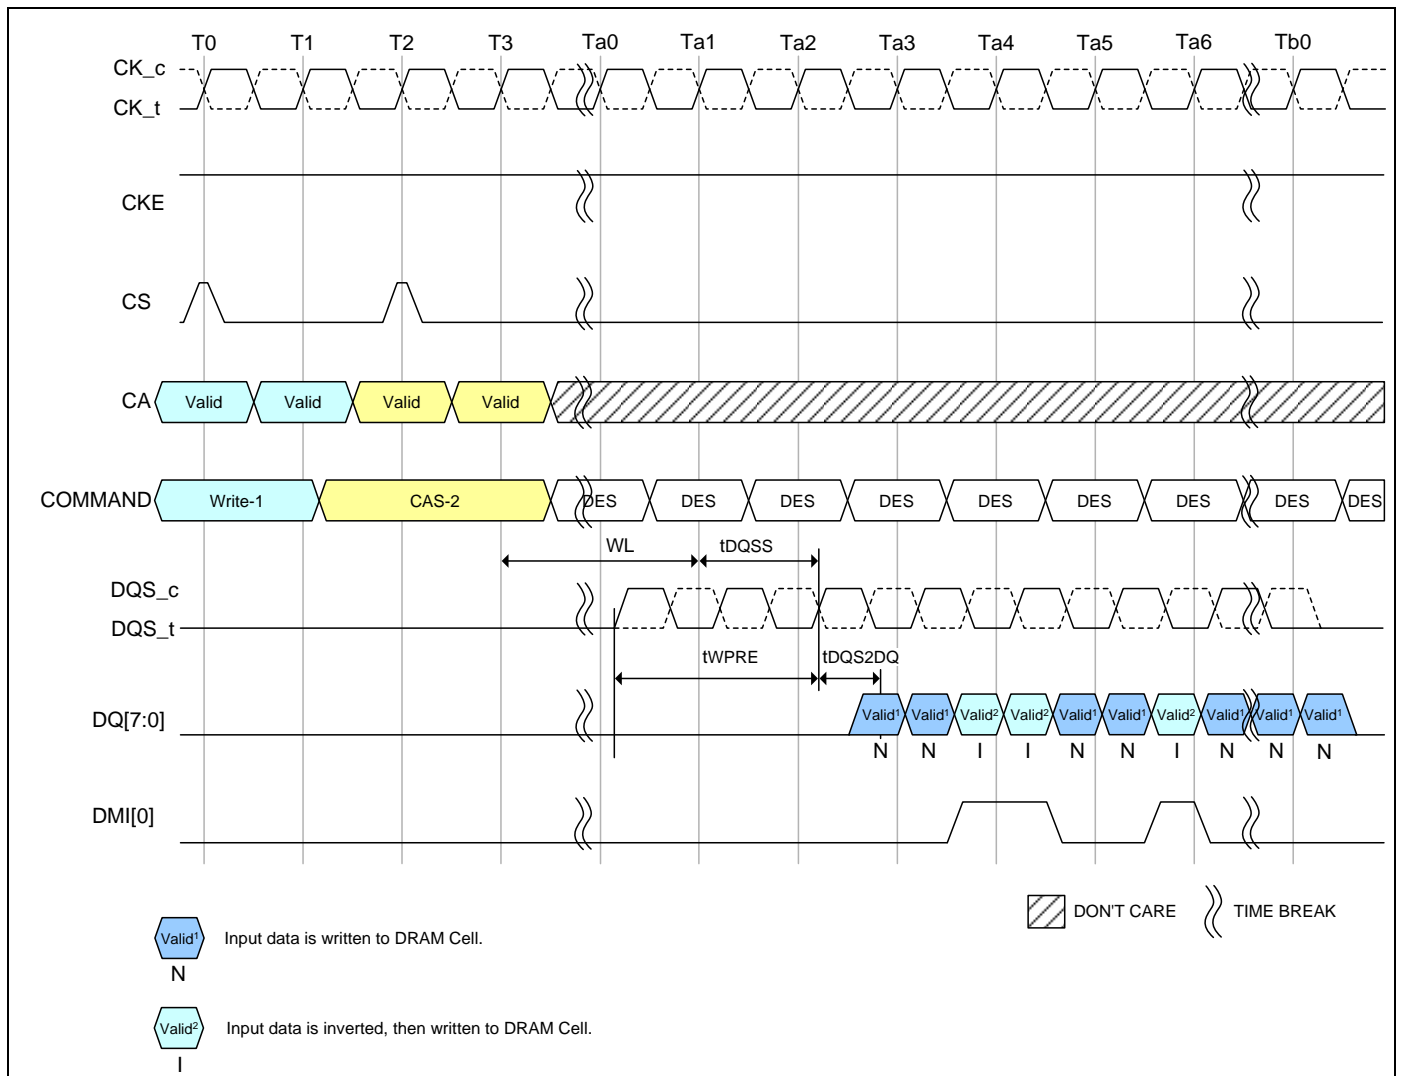 T0 T1 T2 T3 Ta0 Ta1 Ta2 Ta3 Ta4 Ta5 Ta6 Tb0
CK_c
CK_t
CKE
CS
CA Valid Valid Valid Valid
COMMAND Write-1 CAS-2 DES DES DES DES DES DES DES DES DES
WL tDQSS
DQS_c
DQS_t
tWPRE tDQS2DQ
DQ[7:0] Valid¹ Valid¹ Valid² Valid² Valid¹ Valid¹ Valid² Valid¹ Valid¹ Valid¹
N N I I N N I N N N
DMI[0]
DON'T CARE TIME BREAK
Valid¹ Input data is written to DRAM Cell.
N
Valid² Input data is inverted, then written to DRAM Cell.
I